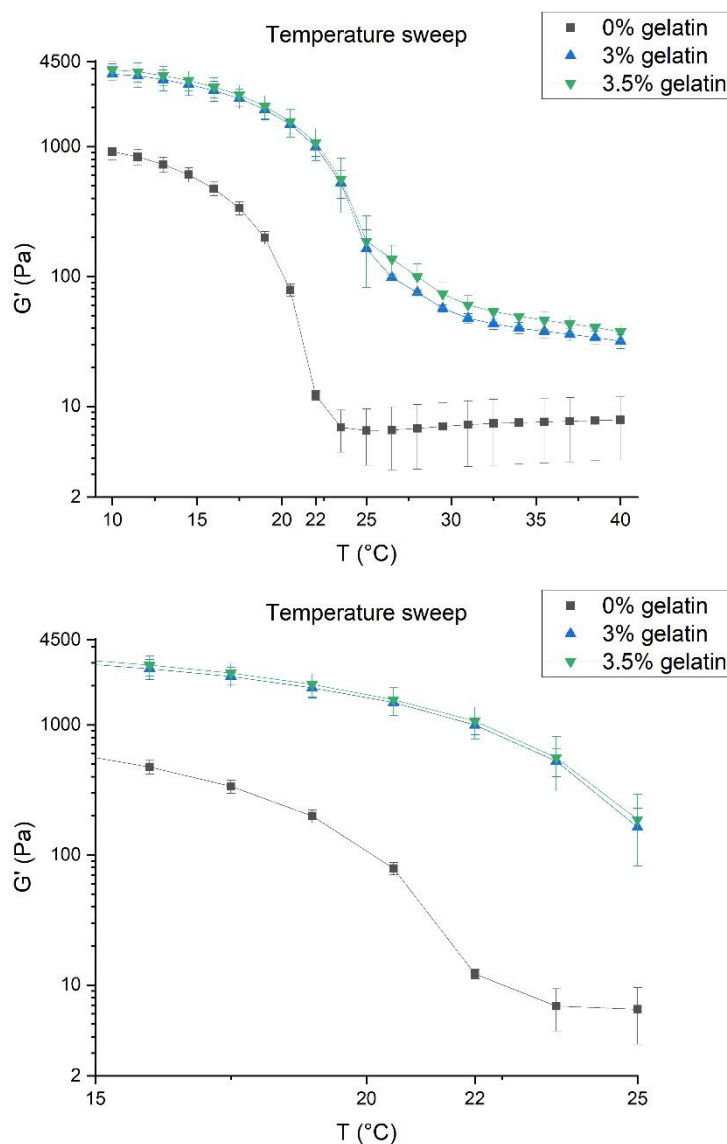 Temperature sweep
0% gelatin
3% gelatin
3.5% gelatin
4500
1000
100
10
2
G' (Pa)
10 15 20 22 25 30 35 40
T (°C)
Temperature sweep
0% gelatin
3% gelatin
3.5% gelatin
4500
1000
100
10
2
G' (Pa)
15 20 22 25
T (°C)